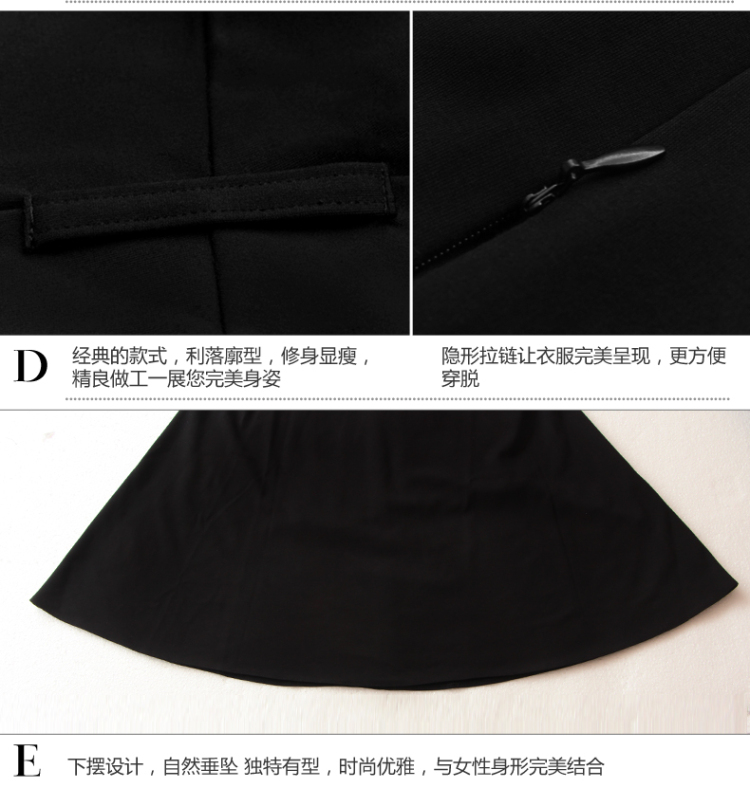 D
经典的款式，利落廓型，修身显瘦，
精良做工一展您完美身姿
隐形拉链让衣服完美呈现，更方便
穿脱
E
下摆设计，自然垂坠 独特有型，时尚优雅，与女性身形完美结合